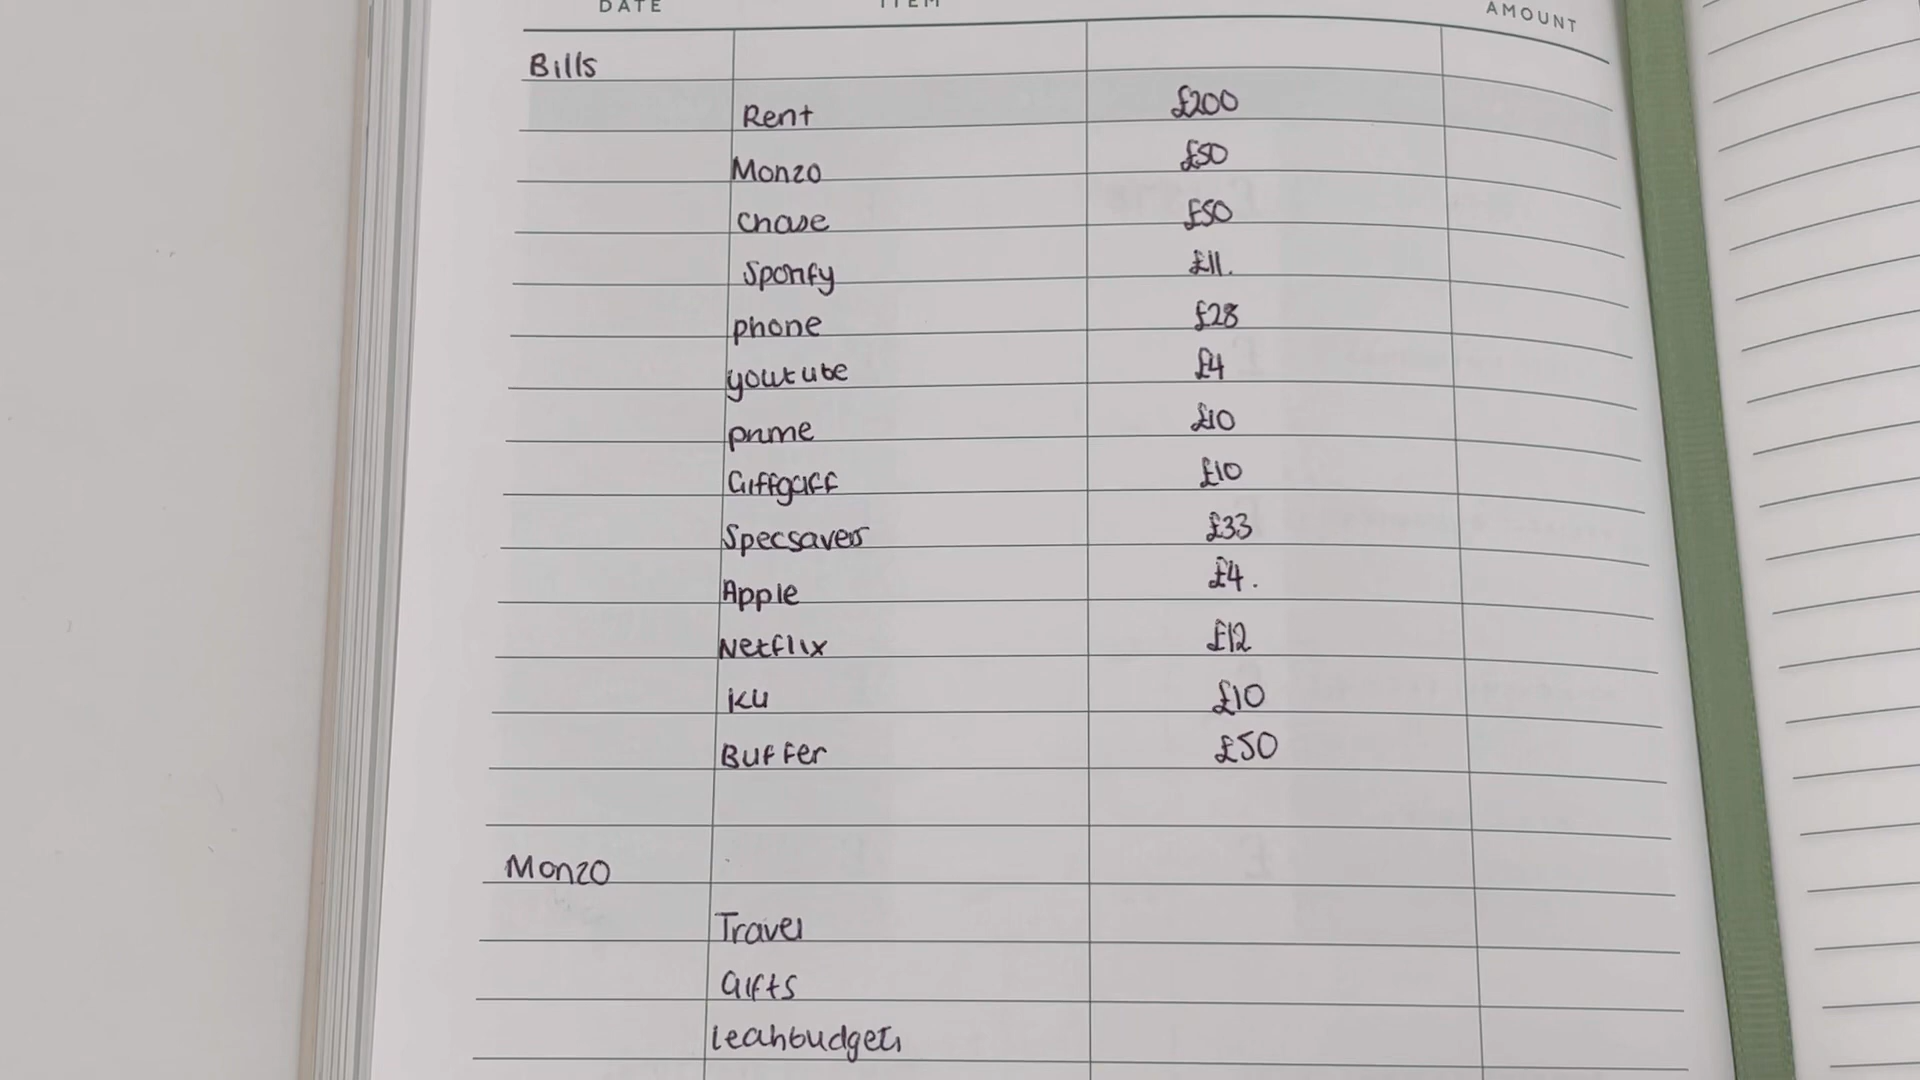 DATE ITEM AMOUNT
Bills
Rent £200
Monzo £50
Chase £50
Spotify £11.
phone £28
youtube £4
prime £10
Giffgaff £10
Specsavers £33
Apple £4.
Netflix £12
KU £10
Buffer £50
Monzo
Travel
Gifts
leahbudgets